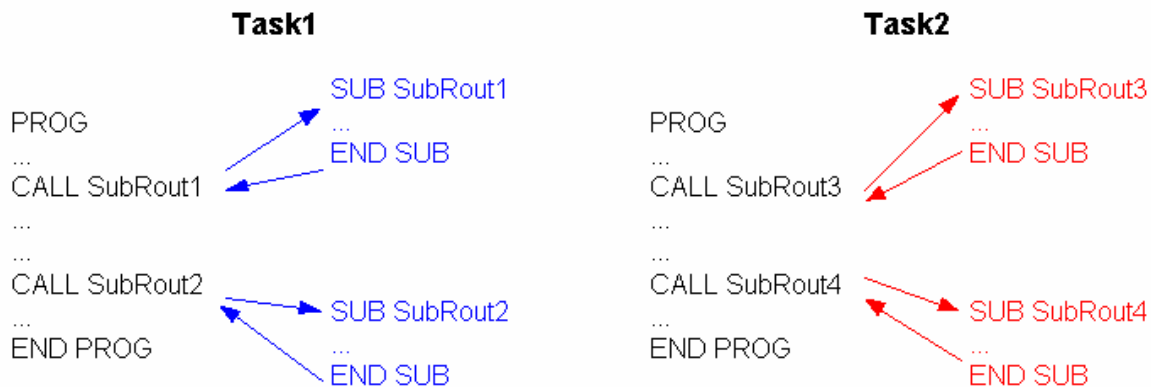 Task1
PROG
...
CALL SubRout1
...
...
CALL SubRout2
...
END PROG
SUB SubRout1
...
END SUB
SUB SubRout2
...
END SUB
Task2
PROG
...
CALL SubRout3
...
...
CALL SubRout4
...
END PROG
SUB SubRout3
...
END SUB
SUB SubRout4
...
END SUB